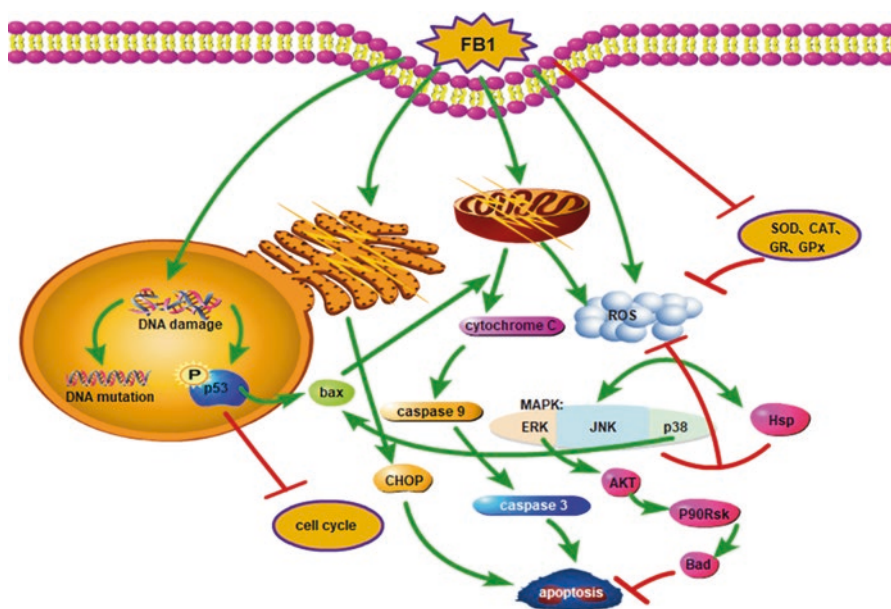 FB1
SOD、CAT、
GR、GPx
DNA damage
cytochrome C
ROS
P
p53
DNA mutation
bax
caspase 9
MAPK:
ERK
JNK
p38
Hsp
CHOP
AKT
caspase 3
P90Rsk
cell cycle
Bad
apoptosis